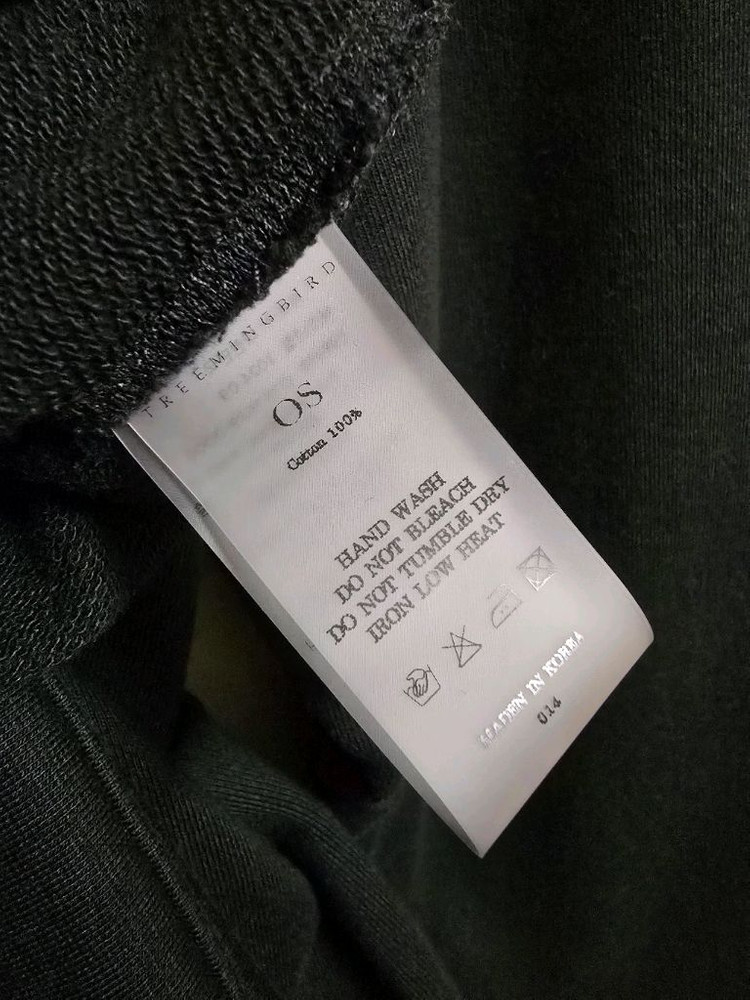 TREEMINGBIRD
OS
Cotton 100%
HAND WASH
DO NOT BLEACH
DO NOT TUMBLE DRY
IRON LOW HEAT
MADEN IN KOREA
014